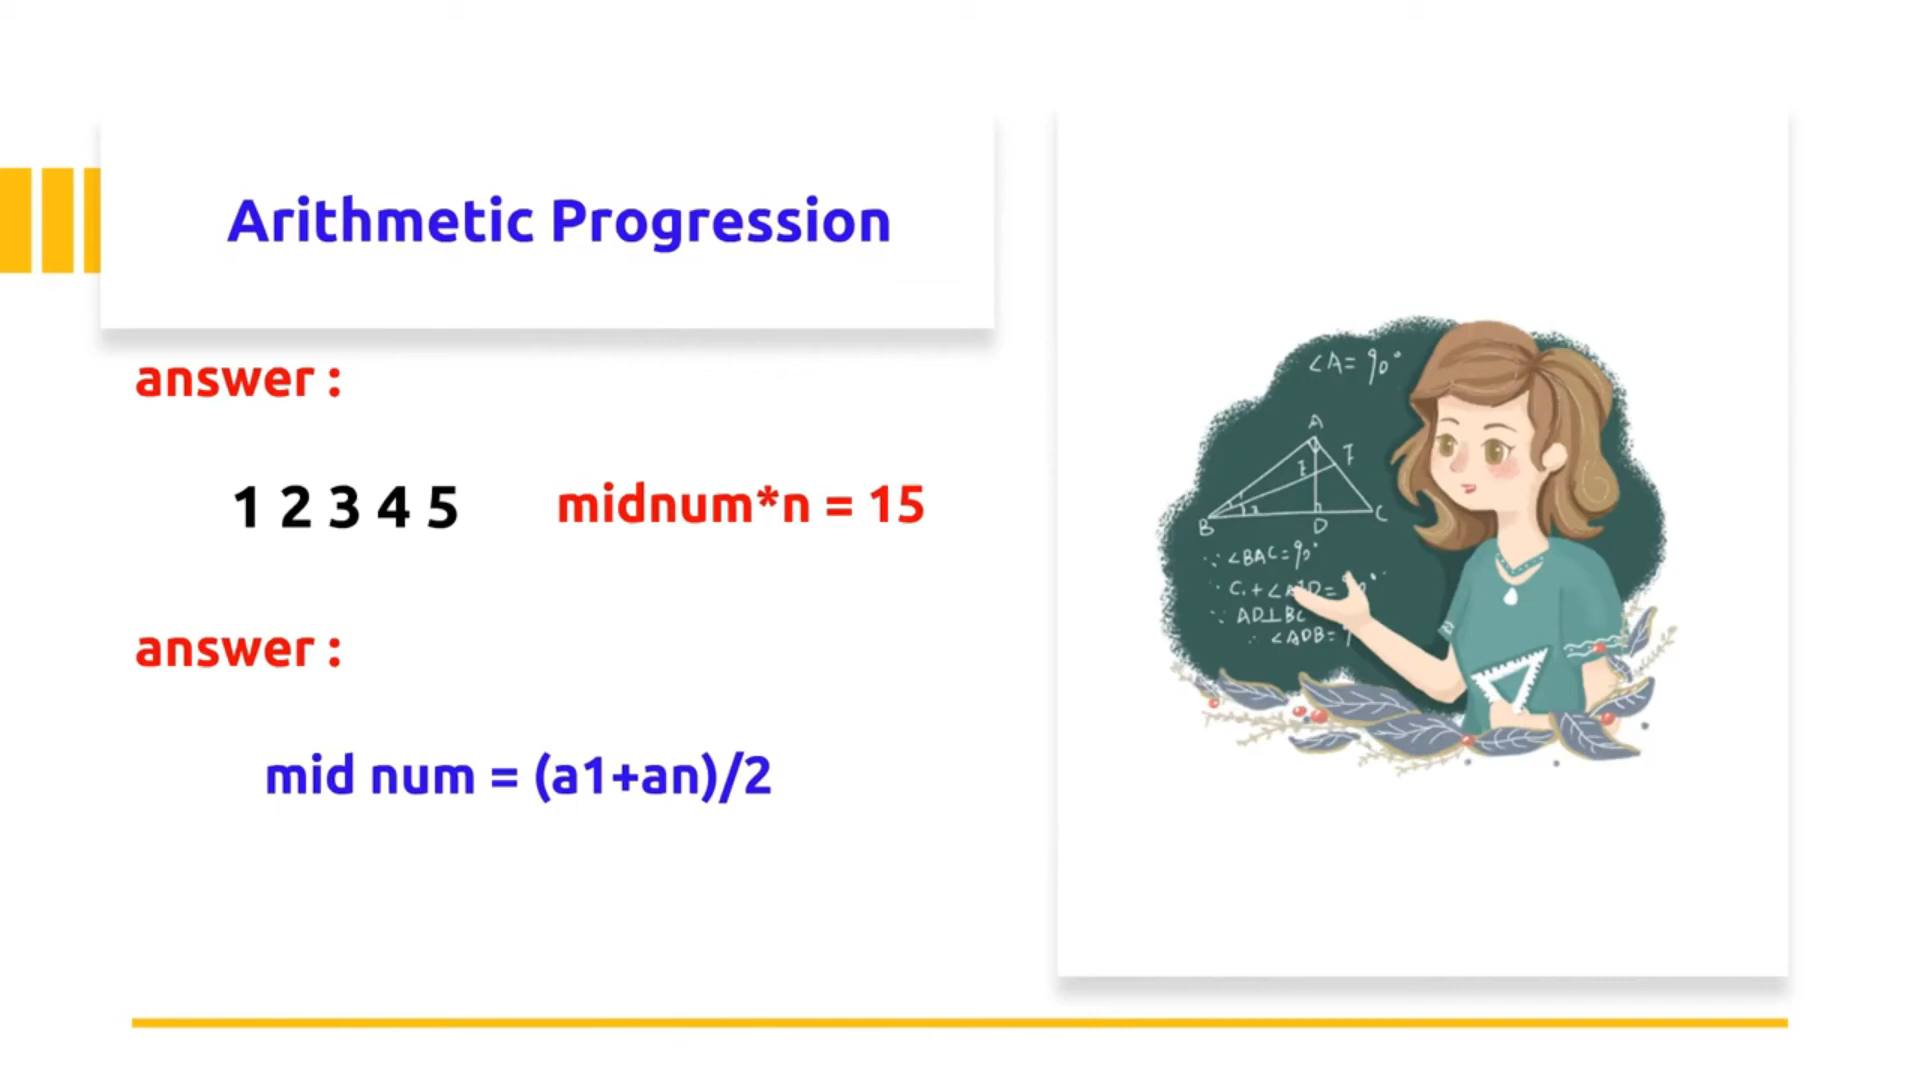 Arithmetic Progression
answer :
1 2 3 4 5 midnum*n = 15
answer :
mid num = (a1+an)/2
∠A= 90°
A
F
B
D
C
∵ ∠BAC=90°
AD⊥BC
∠ADB=